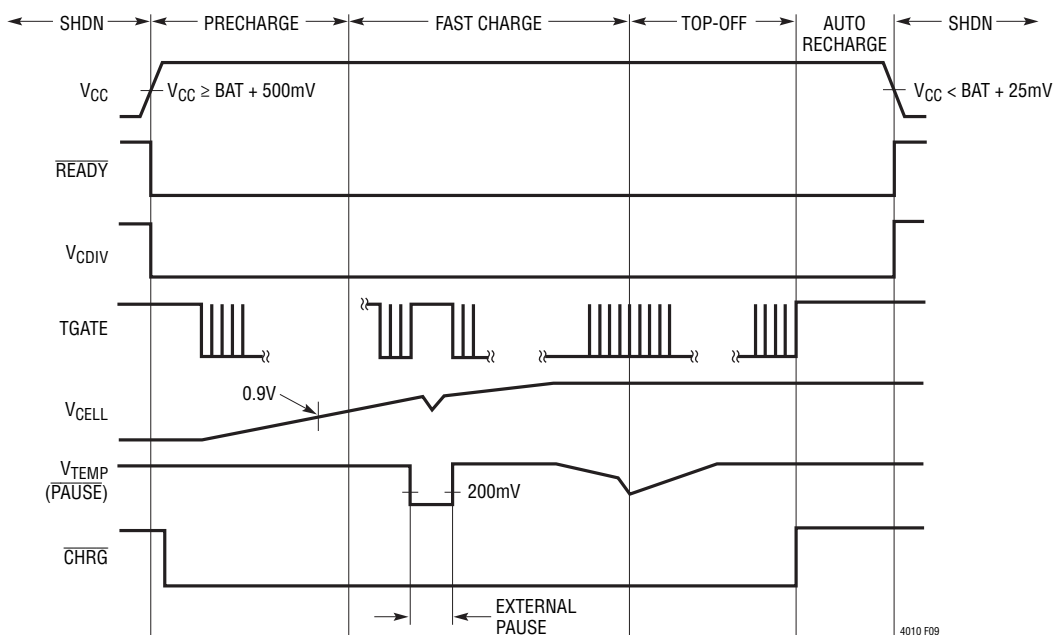 SHDN PRECHARGE FAST CHARGE TOP-OFF AUTO RECHARGE SHDN
VCC
VCC ≥ BAT + 500mV
VCC < BAT + 25mV
READY
VCDIV
TGATE
0.9V
VCELL
VTEMP
(PAUSE)
200mV
CHRG
EXTERNAL
PAUSE
4010 F09